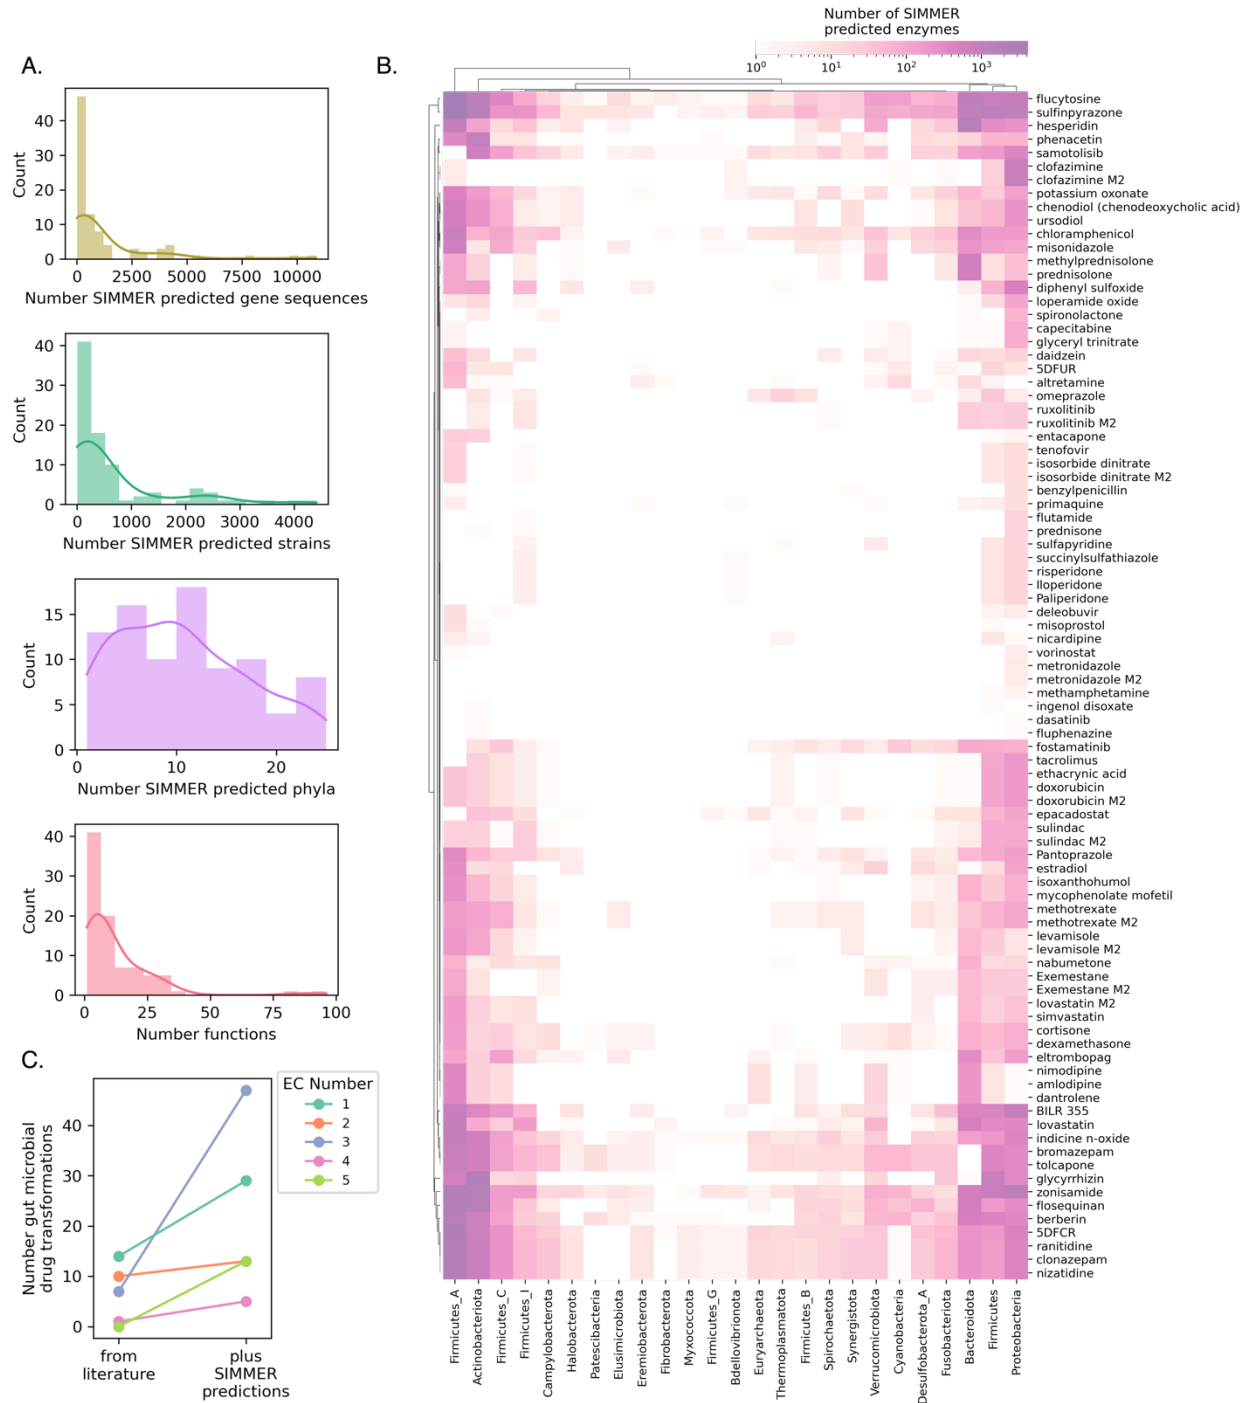 A.
Count
40
30
20
10
0
0 2500 5000 7500 10000
Number SIMMER predicted gene sequences
Count
40
30
20
10
0
0 1000 2000 3000 4000
Number SIMMER predicted strains
Count
15
10
5
0
0 10 20
Number SIMMER predicted phyla
Count
40
30
20
10
0
0 25 50 75 100
Number functions
B.
Number of SIMMER
predicted enzymes
10⁰ 10¹ 10² 10³
flucytosine
sulfinpyrazone
hesperidin
phenacetin
samotolisib
clofazimine
clofazimine M2
potassium oxonate
chenodiol (chenodeoxycholic acid)
ursodiol
chloramphenicol
misonidazole
methylprednisolone
prednisolone
diphenyl sulfoxide
loperamide oxide
spironolactone
capecitabine
glyceryl trinitrate
daidzein
5DFUR
altretamine
omeprazole
ruxolitinib
ruxolitinib M2
entacapone
tenofovir
isosorbide dinitrate
isosorbide dinitrate M2
benzylpenicillin
primaquine
flutamide
prednisone
sulfapyridine
succinylsulfathiazole
risperidone
Iloperidone
Paliperidone
deleobuvir
misoprostol
nicardipine
vorinostat
metronidazole
metronidazole M2
methamphetamine
ingenol disoxate
dasatinib
fluphenazine
fostamatinib
tacrolimus
ethacrynic acid
doxorubicin
doxorubicin M2
epacadostat
sulindac
sulindac M2
Pantoprazole
estradiol
isoxanthohumol
mycophenolate mofetil
methotrexate
methotrexate M2
levamisole
levamisole M2
nabumetone
Exemestane
Exemestane M2
lovastatin M2
simvastatin
cortisone
dexamethasone
eltrombopag
nimodipine
amlodipine
dantrolene
BILR 355
lovastatin
indicine n-oxide
bromazepam
tolcapone
glycyrrhizin
zonisamide
flosequinan
berberin
5DFCR
ranitidine
clonazepam
nizatidine
Firmicutes_A
Actinobacteriota
Firmicutes_C
Firmicutes_I
Campylobacterota
Halobacterota
Patescibacteria
Elusimicrobiota
Eremiobacterota
Fibrobacterota
Myxococcota
Firmicutes_G
Bdellovibrionota
Euryarchaeota
Thermoplasmatota
Firmicutes_B
Spirochaetota
Synergistota
Verrucomicrobiota
Cyanobacteria
Desulfobacterota_A
Fusobacteriota
Bacteroidota
Firmicutes
Proteobacteria
C.
Number gut microbial
drug transformations
40
30
20
10
0
from
literature
plus
SIMMER
predictions
EC Number
1
2
3
4
5